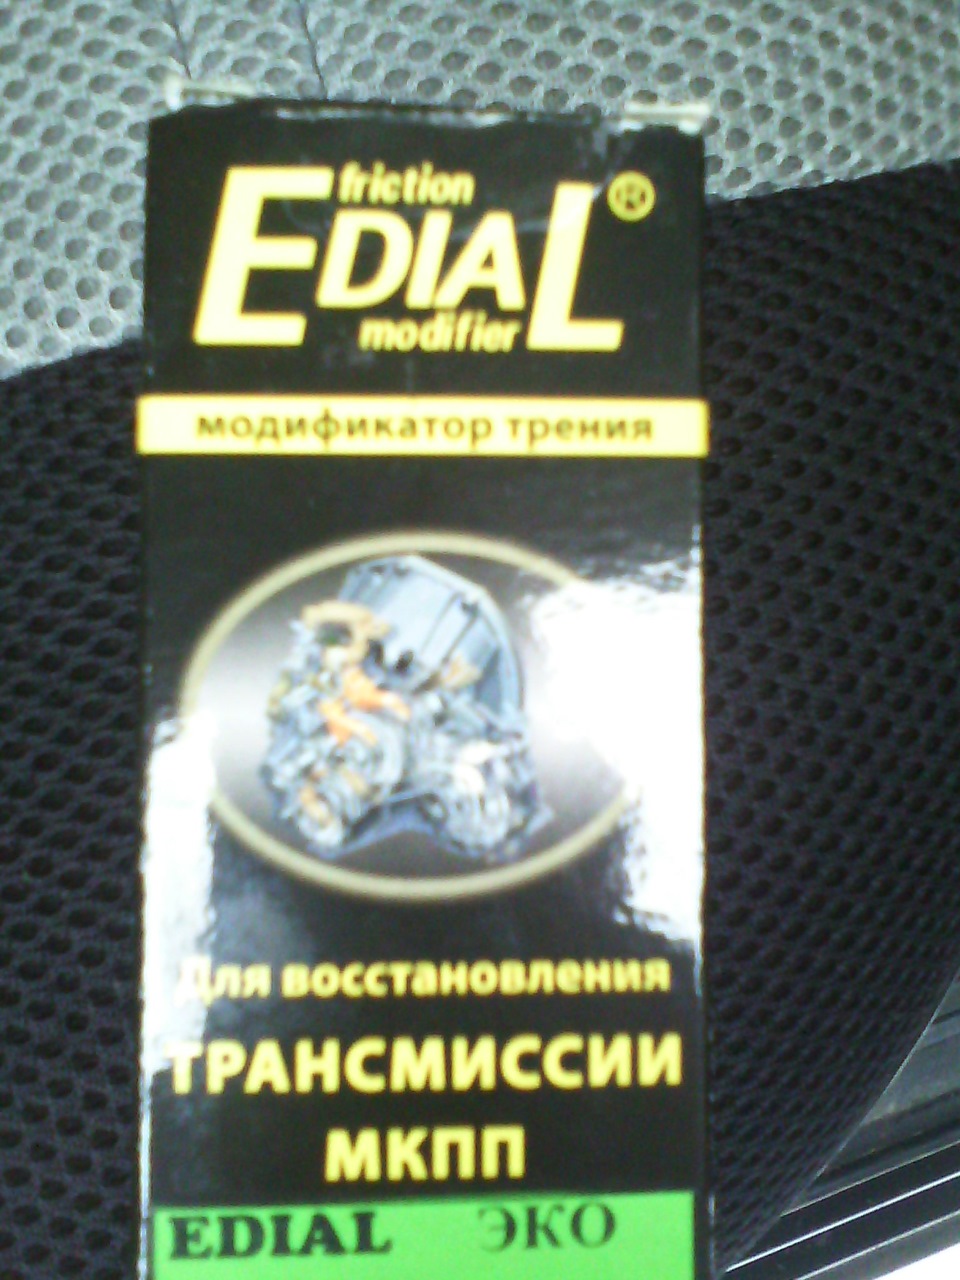 friction
EDIAL®
modifier
модификатор трения
Для восстановления
ТРАНСМИССИИ
МКПП
EDIAL ЭКО